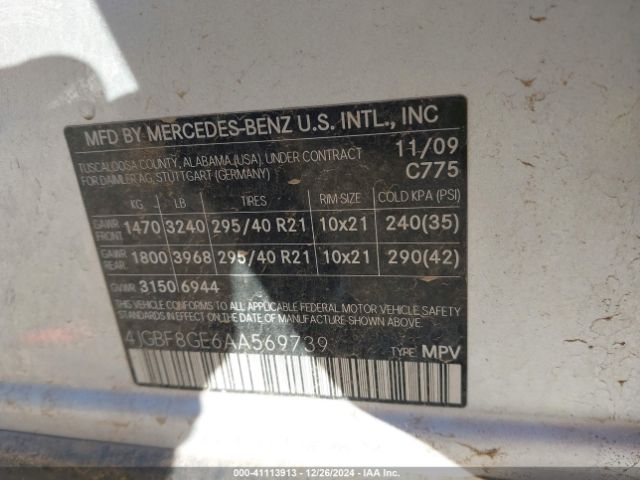 MFD BY MERCEDES-BENZ U.S. INTL., INC
TUSCALOOSA COUNTY, ALABAMA,(USA), UNDER CONTRACT 11/09
FOR DAIMLER AG, STUTTGART (GERMANY) C775
KG LB TIRES RIM-SIZE COLD KPA (PSI)
GAWR FRONT: 1470 3240 295/40 R21 10x21 240(35)
GAWR REAR: 1800 3968 295/40 R21 10x21 290(42)
GVWR 3150 6944
THIS VEHICLE CONFORMS TO ALL APPLICABLE FEDERAL MOTOR VEHICLE SAFETY
STANDARDS IN EFFECT ON THE DATE OF MANUFACTURE SHOWN ABOVE.
4JGBF8GE6AA569739 TYPE: MPV
000-41113913 - 12/26/2024 - IAA Inc.